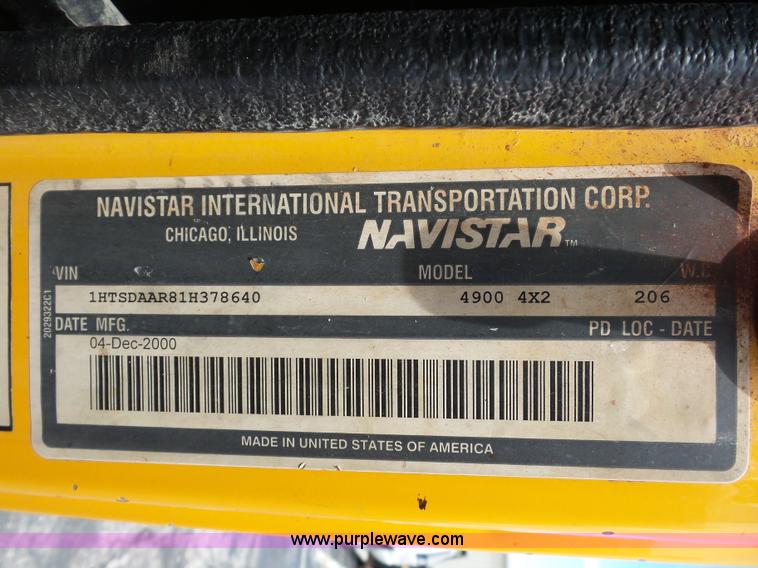 NAVISTAR INTERNATIONAL TRANSPORTATION CORP.
CHICAGO, ILLINOIS NAVISTAR TM
VIN MODEL
1HTSDAAR81H378640 4900 4X2 206
DATE MFG. PD LOC - DATE
04-Dec-2000
MADE IN UNITED STATES OF AMERICA
2029322C1
www.purplewave.com